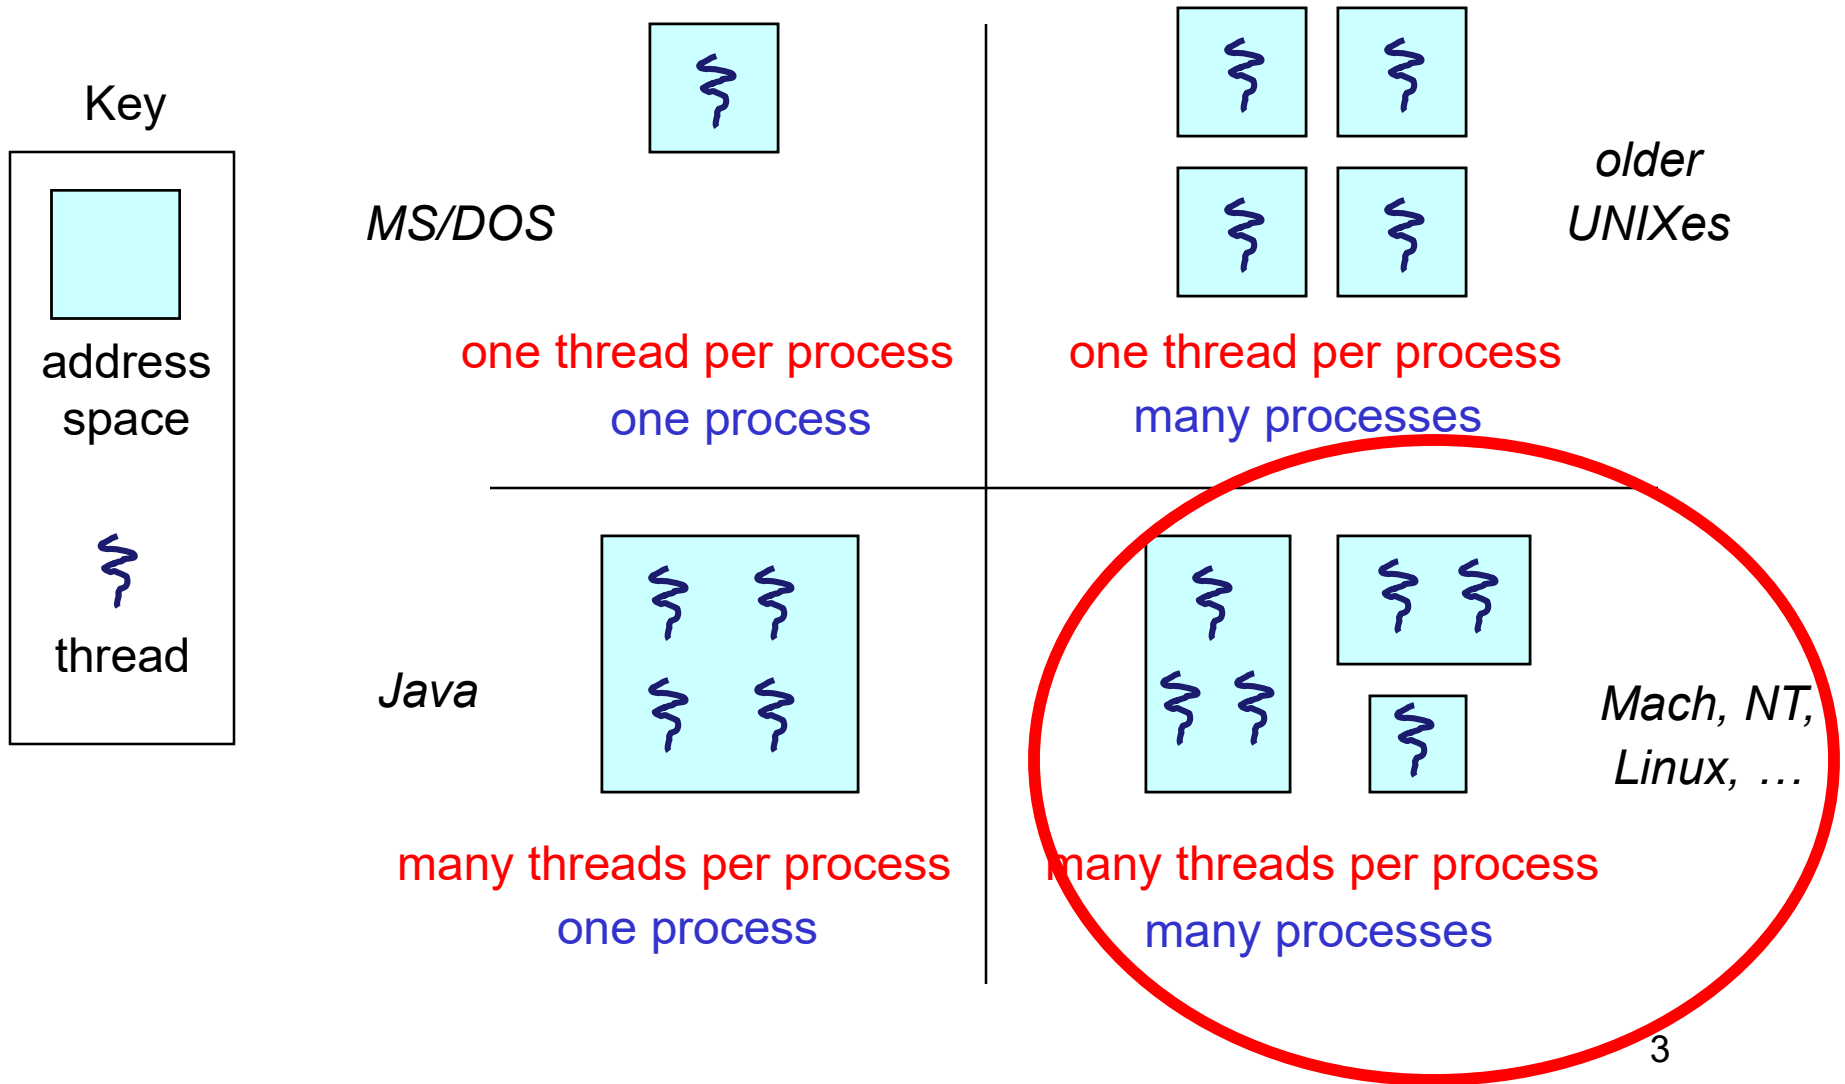 Key
address
space
thread
MS/DOS
one thread per process
one process
older
UNIXes
one thread per process
many processes
Java
many threads per process
one process
Mach, NT,
Linux, …
many threads per process
many processes
3